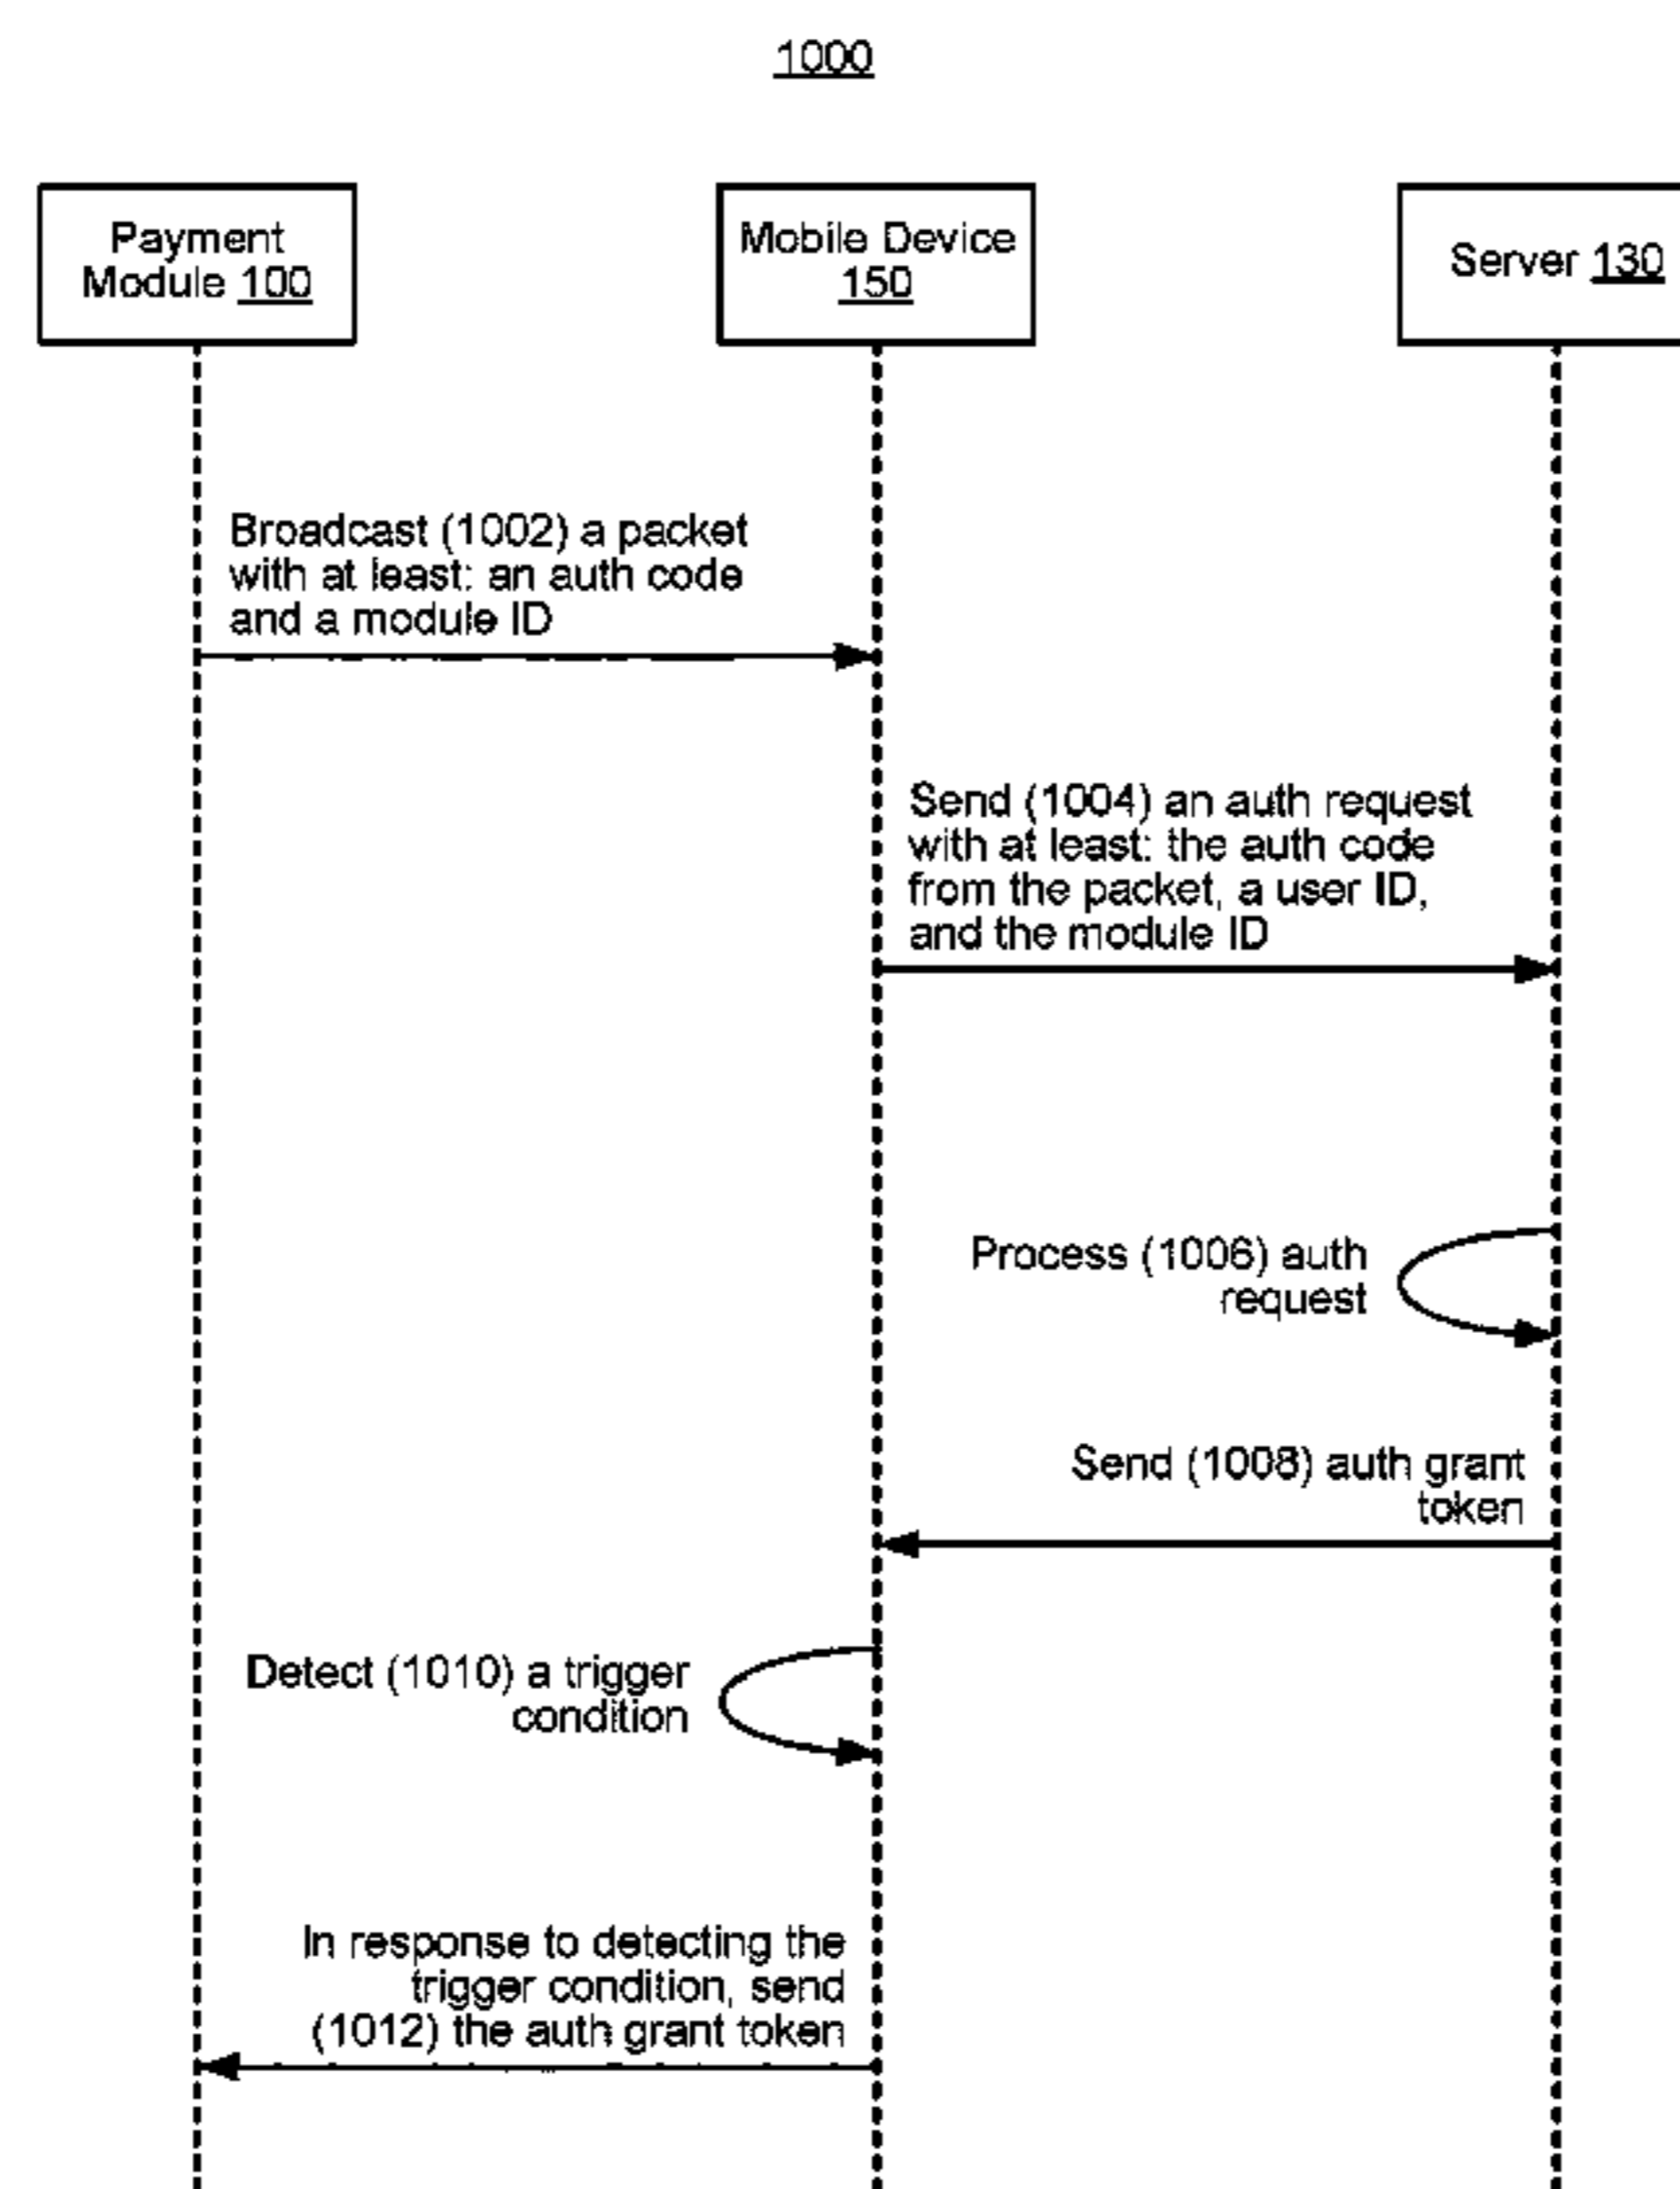 1000
Payment
Module 100
Mobile Device
150
Server 130
Broadcast (1002) a packet
with at least: an auth code
and a module ID
Send (1004) an auth request
with at least: the auth code
from the packet, a user ID,
and the module ID
Process (1006) auth
request
Send (1008) auth grant
token
Detect (1010) a trigger
condition
In response to detecting the
trigger condition, send
(1012) the auth grant token